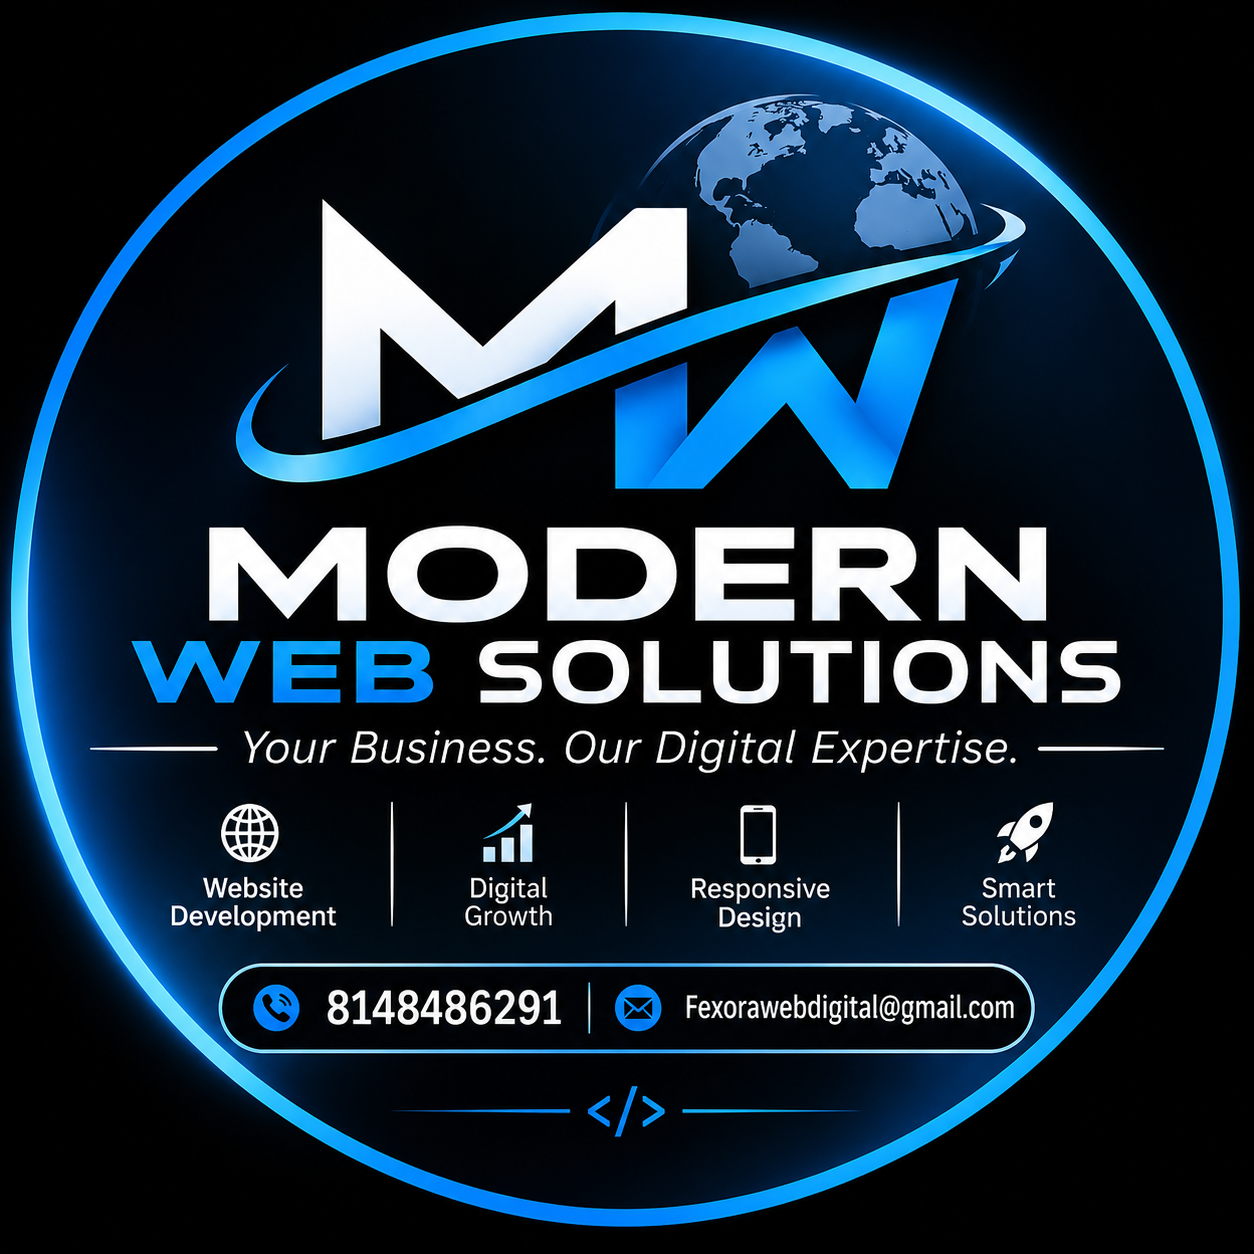 MW
MODERN
WEB SOLUTIONS
Your Business. Our Digital Expertise.
Website
Development
Digital
Growth
Responsive
Design
Smart
Solutions
8148486291
Fexorawebdigital@gmail.com
</>